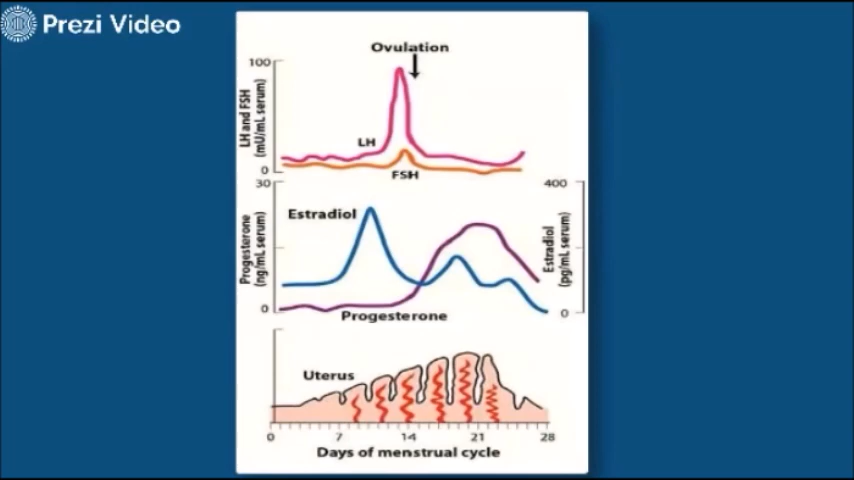 Prezi Video
Ovulation
100
LH and FSH
(mU/mL serum)
LH
0
FSH
30
400
Estradiol
Progesterone
(ng/mL serum)
Estradiol
(pg/mL serum)
0
0
Progesterone
Uterus
0 7 14 21 28
Days of menstrual cycle